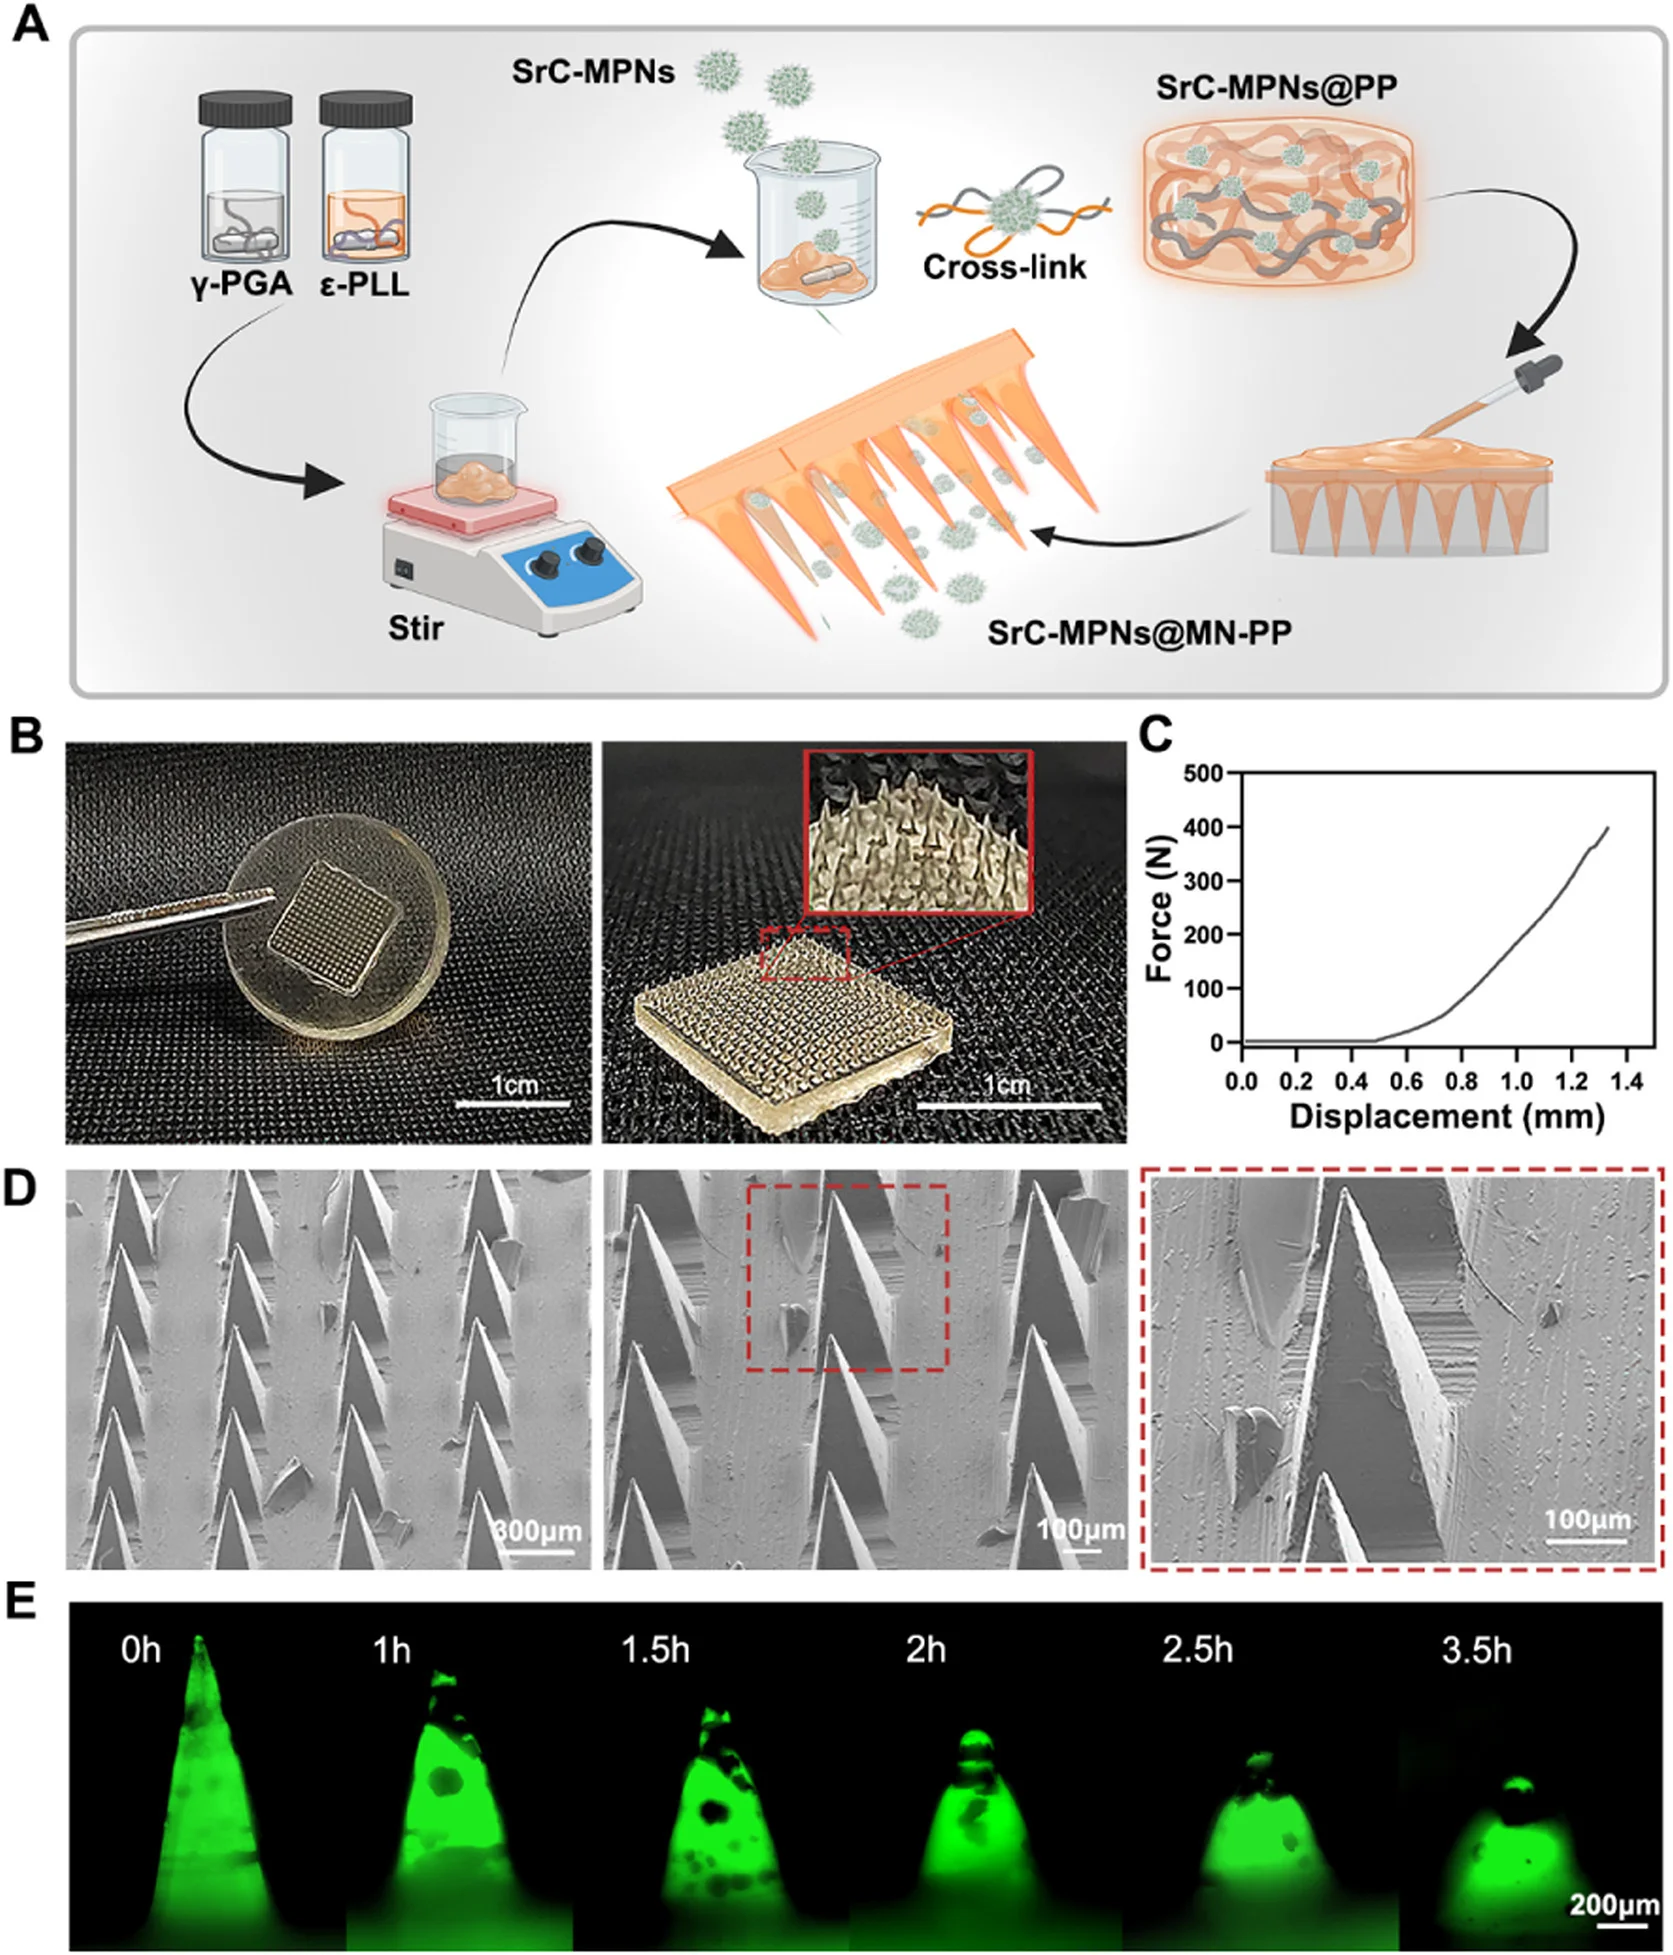 A
SrC-MPNs
SrC-MPNs@PP
γ-PGA
ε-PLL
Cross-link
Stir
SrC-MPNs@MN-PP
B
1cm
1cm
C
Force (N)
500
400
300
200
100
0
0.0 0.2 0.4 0.6 0.8 1.0 1.2 1.4
Displacement (mm)
D
300μm
100μm
100μm
E
0h
1h
1.5h
2h
2.5h
3.5h
200μm